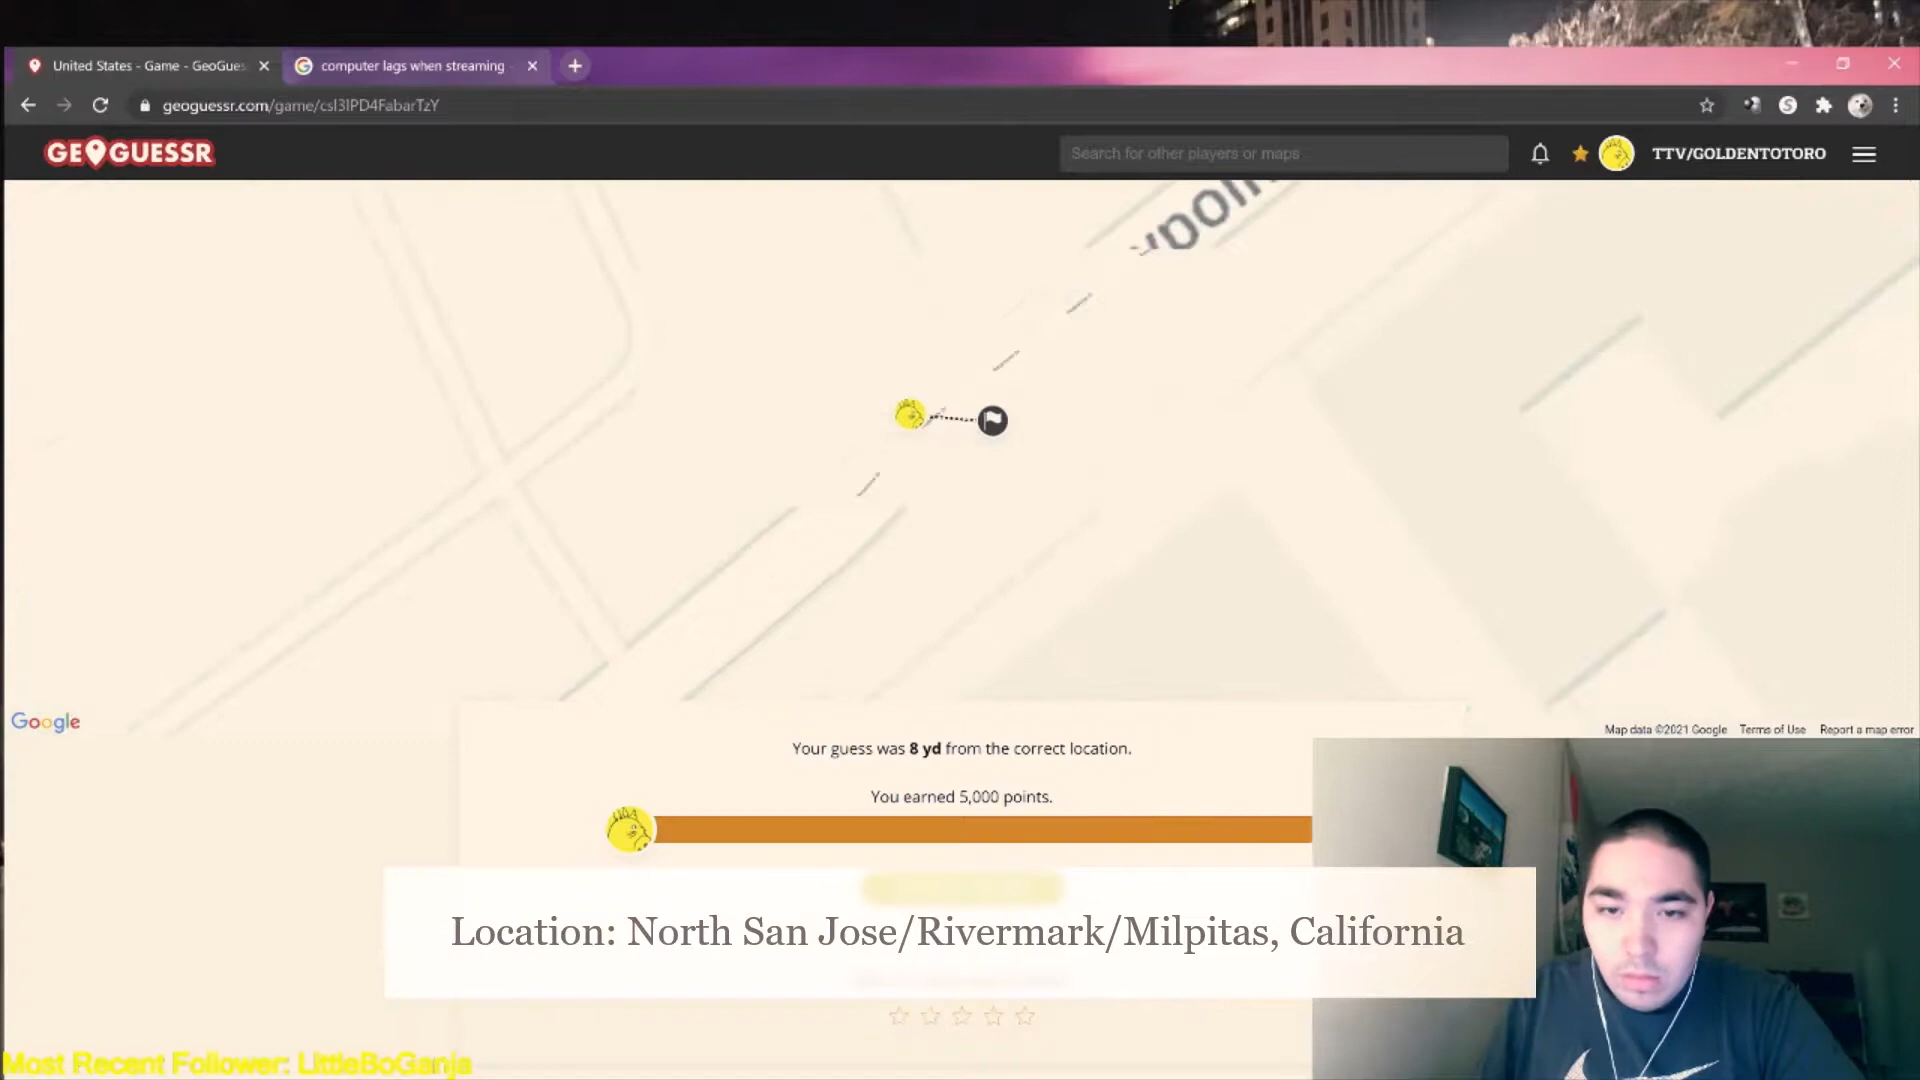 United States - Game - GeoGues
computer lags when streaming
geoguessr.com/game/csl3IPD4FabarTzY
GEOGUESSR
Search for other players or maps
TTV/GOLDENTOTORO
Google
Map data ©2021 Google Terms of Use Report a map error
Your guess was 8 yd from the correct location.
You earned 5,000 points.
Location: North San Jose/Rivermark/Milpitas, California
Most Recent Follower: LittleBoGanja